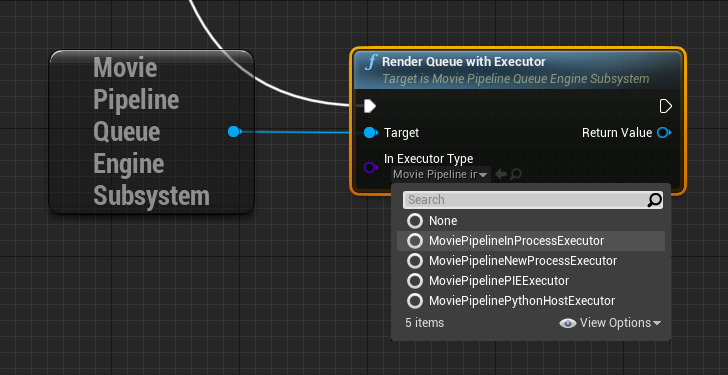 Movie
Pipeline
Queue
Engine
Subsystem
f Render Queue with Executor
Target is Movie Pipeline Queue Engine Subsystem
Target
Return Value
In Executor Type
Movie Pipeline ir
Search
None
MoviePipelineInProcessExecutor
MoviePipelineNewProcessExecutor
MoviePipelinePIEExecutor
MoviePipelinePythonHostExecutor
5 items
View Options